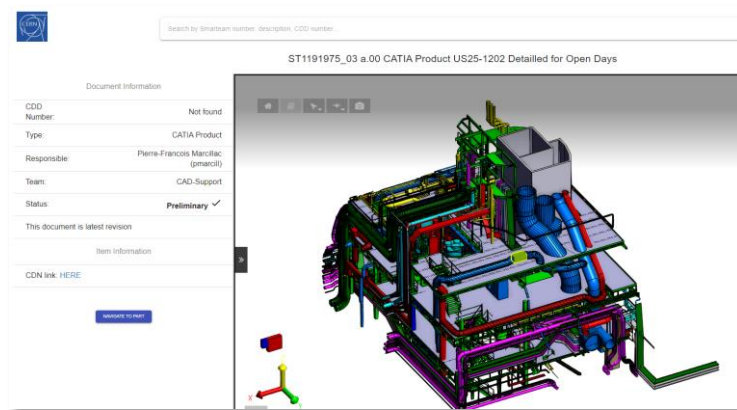 CERN
Search by Smarteam number, description, CDD number...
ST1191975_03 a.00 CATIA Product US25-1202 Detailled for Open Days
Document Information
CDD Number: Not found
Type: CATIA Product
Responsible: Pierre-Francois Marcillac (pmarcill)
Team: CAD-Support
Status: Preliminary
This document is latest revision
Item Information
CDN link: HERE
NAVIGATE TO PART
X
Y